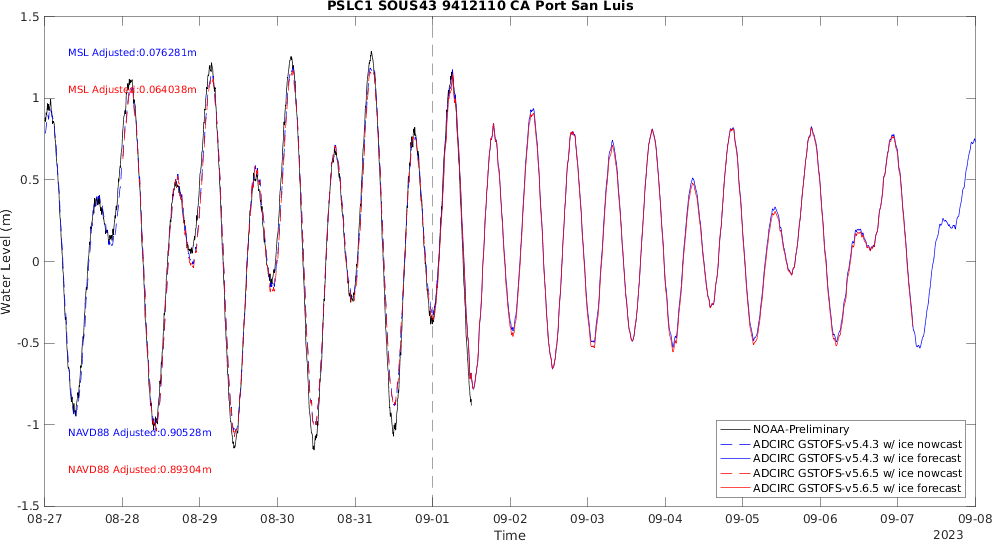 PSLC1 SOUS43 9412110 CA Port San Luis
1.5
MSL Adjusted:0.076281m
MSL Adjusted:0.064038m
1
0.5
Water Level (m)
0
-0.5
-1
NAVD88 Adjusted:0.90528m
NAVD88 Adjusted:0.89304m
NOAA-Preliminary
ADCIRC GSTOFS-v5.4.3 w/ ice nowcast
ADCIRC GSTOFS-v5.4.3 w/ ice forecast
ADCIRC GSTOFS-v5.6.5 w/ ice nowcast
ADCIRC GSTOFS-v5.6.5 w/ ice forecast
-1.5
08-27 08-28 08-29 08-30 08-31 09-01 09-02 09-03 09-04 09-05 09-06 09-07 09-08
Time
2023